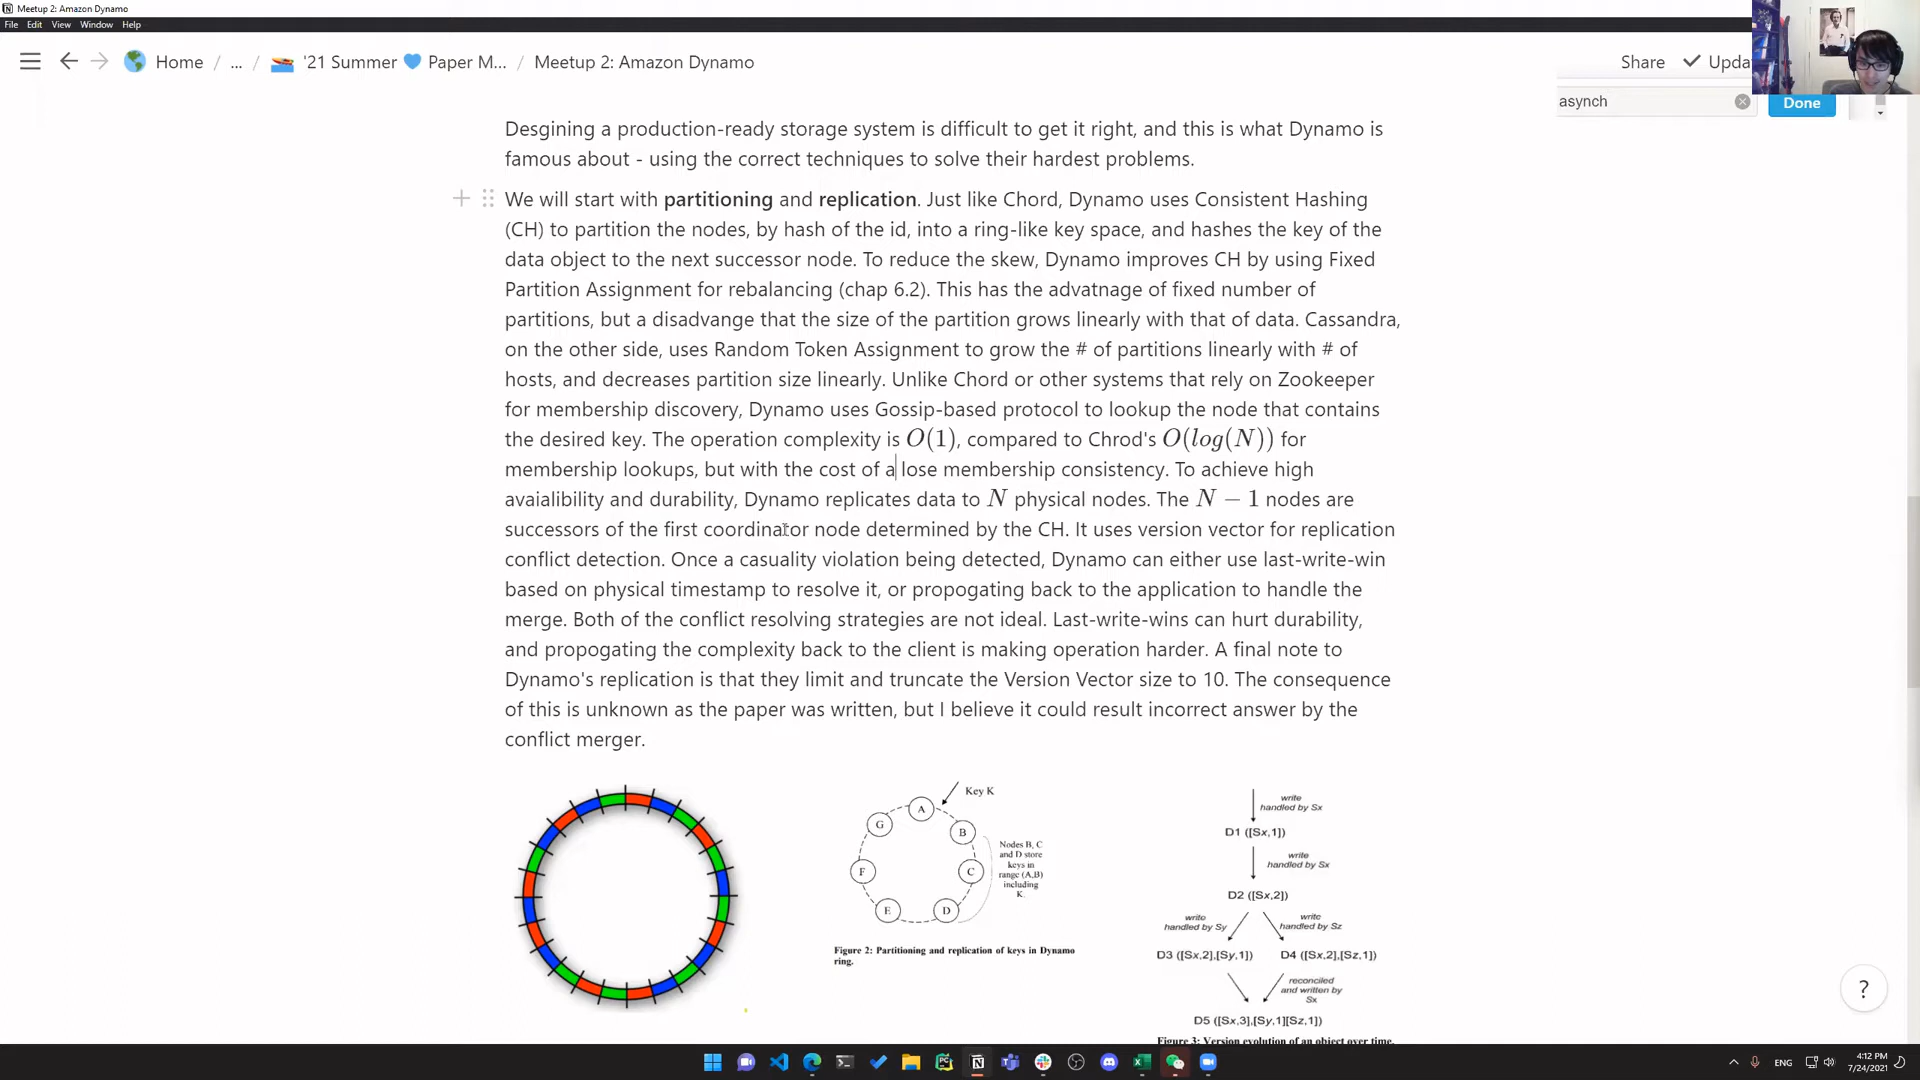 Meetup 2: Amazon Dynamo
File Edit View Window Help
Home / ... / '21 Summer 💙 Paper M... / Meetup 2: Amazon Dynamo
Share Upda
asynch Done
Desgining a production-ready storage system is difficult to get it right, and this is what Dynamo is
famous about - using the correct techniques to solve their hardest problems.
We will start with partitioning and replication. Just like Chord, Dynamo uses Consistent Hashing
(CH) to partition the nodes, by hash of the id, into a ring-like key space, and hashes the key of the
data object to the next successor node. To reduce the skew, Dynamo improves CH by using Fixed
Partition Assignment for rebalancing (chap 6.2). This has the advatnage of fixed number of
partitions, but a disadvange that the size of the partition grows linearly with that of data. Cassandra,
on the other side, uses Random Token Assignment to grow the # of partitions linearly with # of
hosts, and decreases partition size linearly. Unlike Chord or other systems that rely on Zookeeper
for membership discovery, Dynamo uses Gossip-based protocol to lookup the node that contains
the desired key. The operation complexity is O(1), compared to Chrod's O(log(N)) for
membership lookups, but with the cost of a lose membership consistency. To achieve high
avaialibility and durability, Dynamo replicates data to N physical nodes. The N − 1 nodes are
successors of the first coordinator node determined by the CH. It uses version vector for replication
conflict detection. Once a casuality violation being detected, Dynamo can either use last-write-win
based on physical timestamp to resolve it, or propogating back to the application to handle the
merge. Both of the conflict resolving strategies are not ideal. Last-write-wins can hurt durability,
and propogating the complexity back to the client is making operation harder. A final note to
Dynamo's replication is that they limit and truncate the Version Vector size to 10. The consequence
of this is unknown as the paper was written, but I believe it could result incorrect answer by the
conflict merger.
Key K
A
G
B
F
C
E
D
Nodes B, C
and D store
keys in
range (A,B)
including
K.
Figure 2: Partitioning and replication of keys in Dynamo
ring.
write
handled by Sx
D1 ([Sx,1])
write
handled by Sx
D2 ([Sx,2])
write
handled by Sy
write
handled by Sz
D3 ([Sx,2],[Sy,1])
D4 ([Sx,2],[Sz,1])
reconciled
and written by
Sx
D5 ([Sx,3],[Sy,1][Sz,1])
Figure 3: Version evolution of an object over time.
?
ENG
4:12 PM
7/24/2021